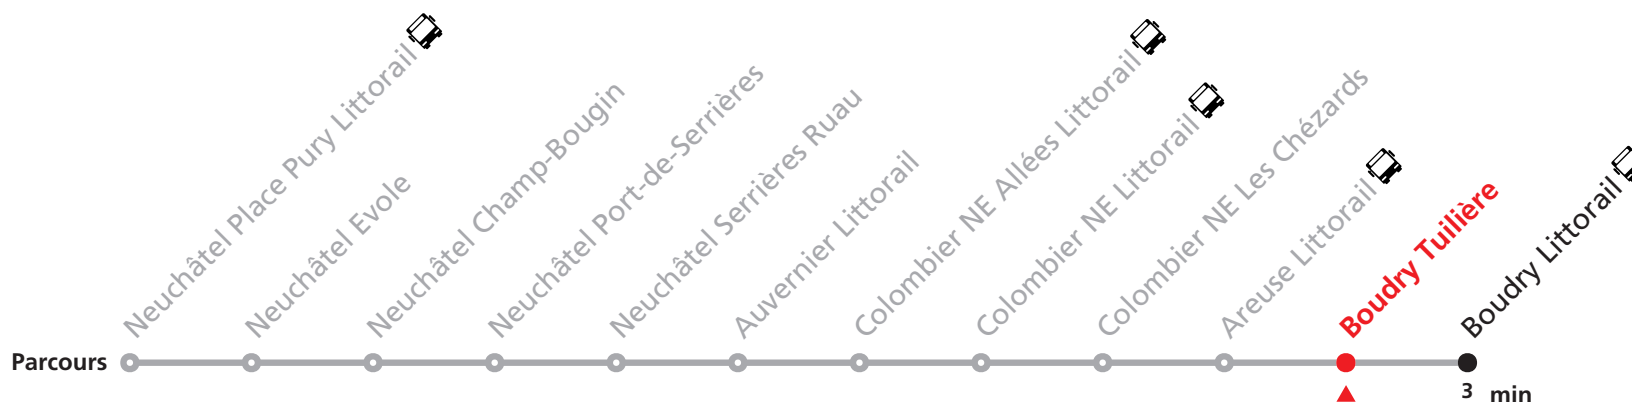 Neuchâtel Place Pury Littorail
Neuchâtel Evole
Neuchâtel Champ-Bougin
Neuchâtel Port-de-Serrières
Neuchâtel Serrières Ruau
Auvernier Littorail
Colombier NE Allées Littorail
Colombier NE Littorail
Colombier NE Les Chézards
Areuse Littorail
Boudry Tuilière
Boudry Littorail
Parcours
3 min